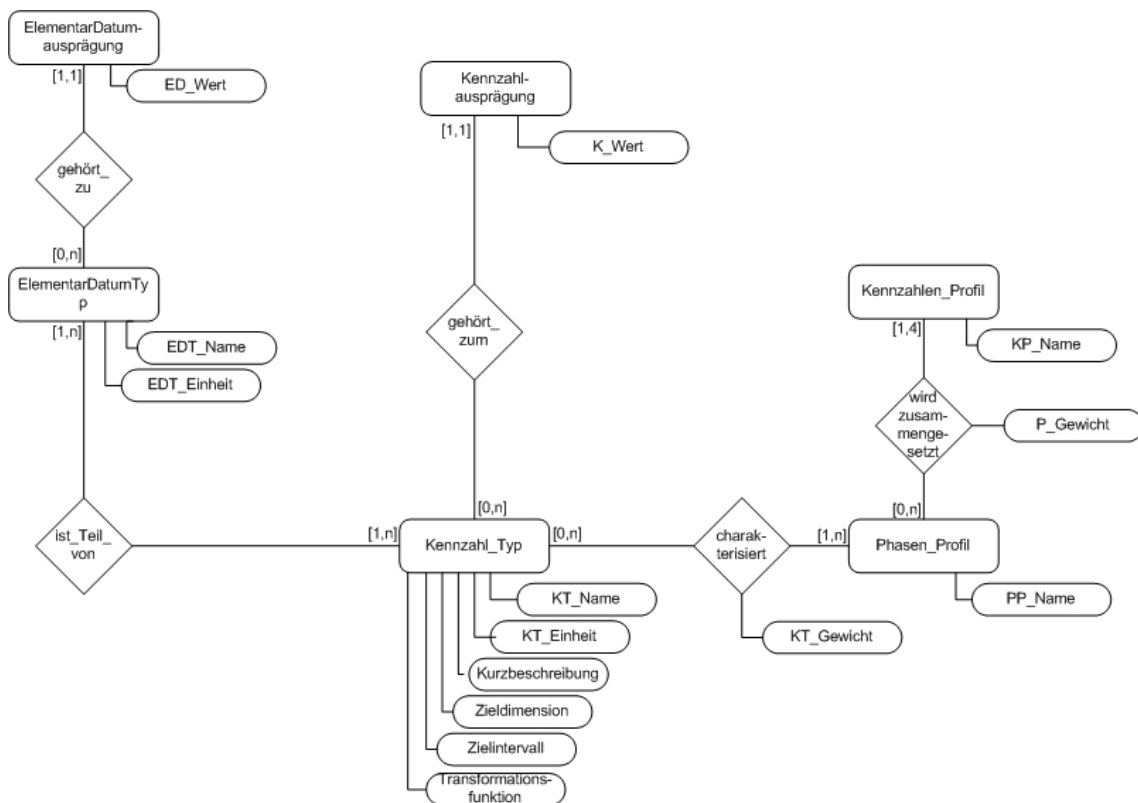 ElementarDatum-
ausprägung
[1,1]
ED_Wert
gehört_
zu
[0,n]
ElementarDatumTy
p
[1,n]
EDT_Name
EDT_Einheit
ist_Teil_
von
[1,n]
Kennzahl-
ausprägung
[1,1]
K_Wert
gehört_
zum
[0,n]
Kennzahl_Typ
[0,n]
KT_Name
KT_Einheit
Kurzbeschreibung
Zieldimension
Zielintervall
Transformations-
funktion
charak-
terisiert
KT_Gewicht
[1,n]
Kennzahlen_Profil
[1,4]
KP_Name
wird
zusam-
menge-
setzt
P_Gewicht
[0,n]
Phasen_Profil
PP_Name